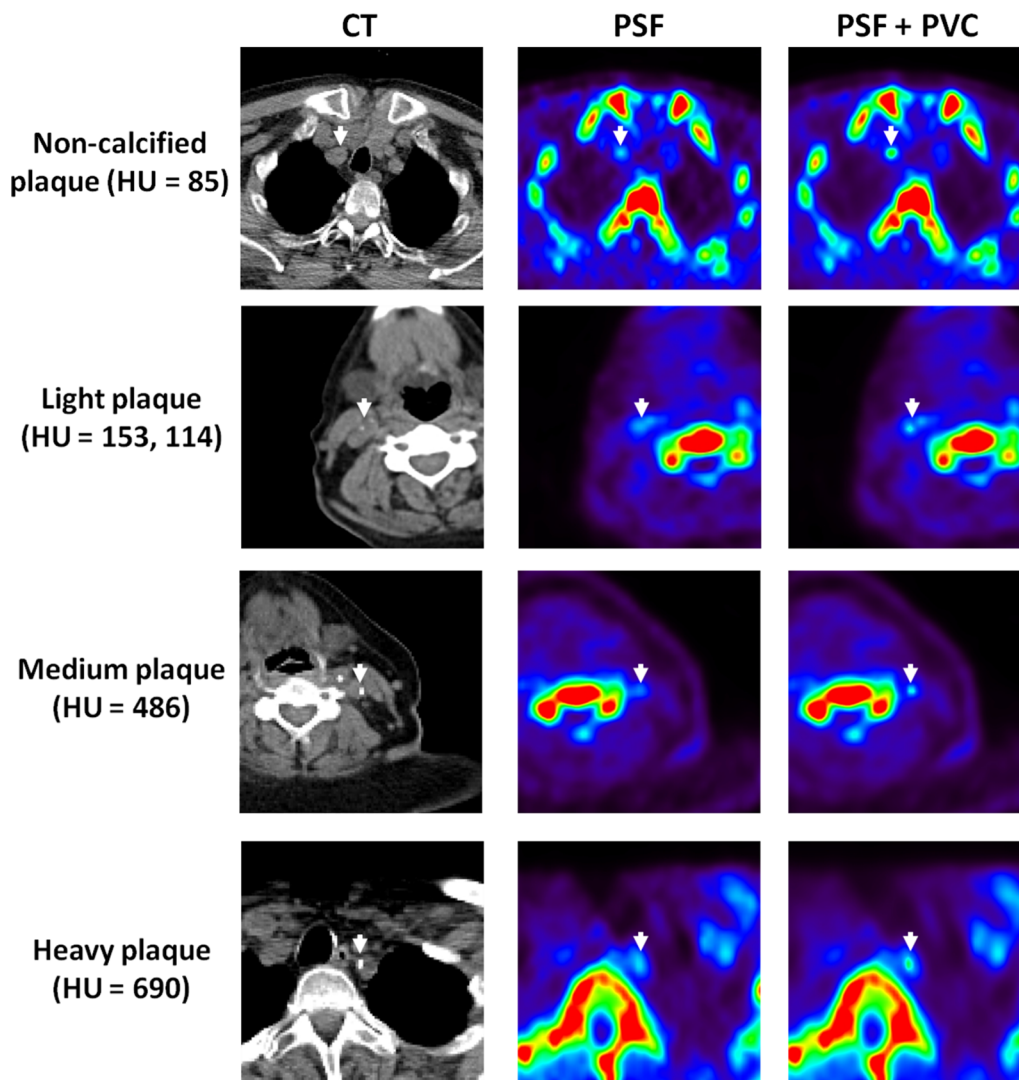 CT
PSF
PSF + PVC
Non-calcified
plaque (HU = 85)
Light plaque
(HU = 153, 114)
Medium plaque
(HU = 486)
Heavy plaque
(HU = 690)